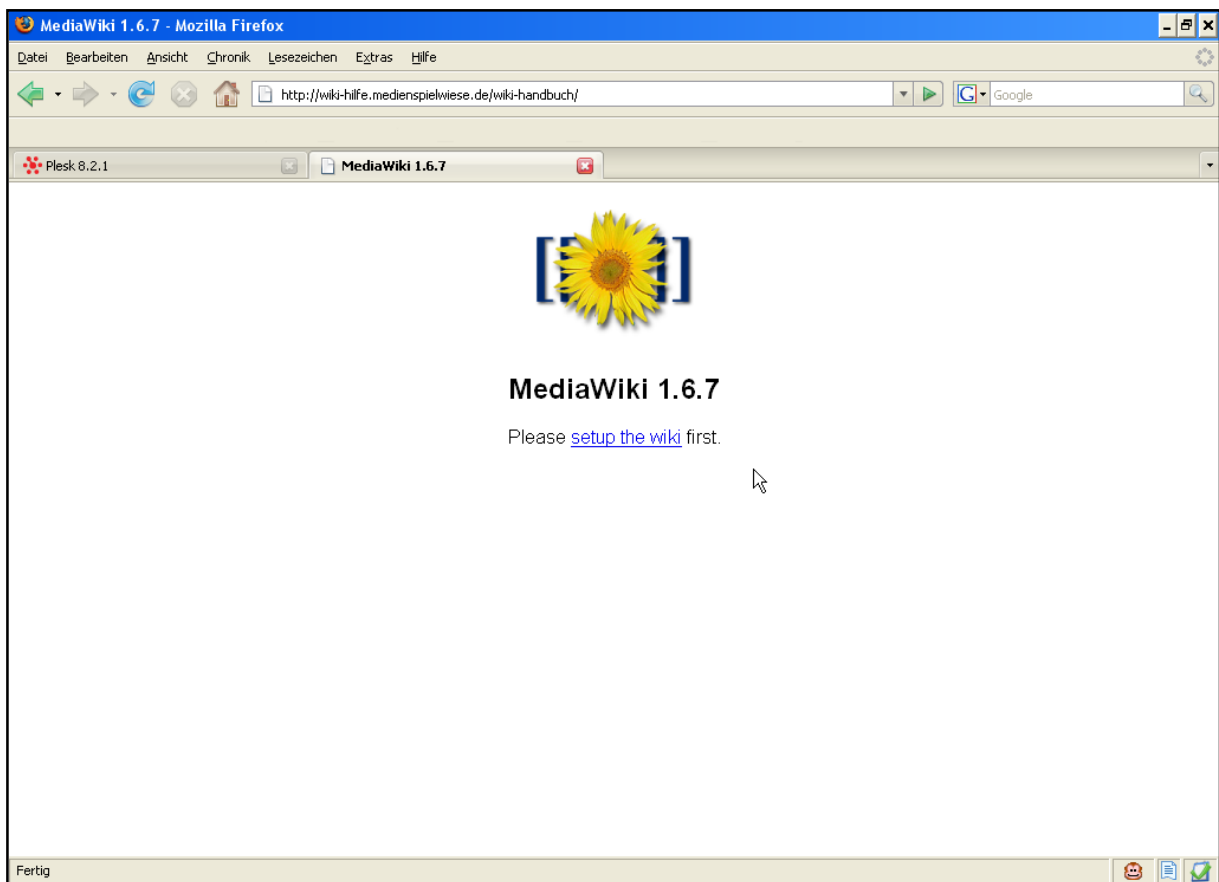 MediaWiki 1.6.7 - Mozilla Firefox
Datei Bearbeiten Ansicht Chronik Lesezeichen Extras Hilfe
http://wiki-hilfe.medienspielwiese.de/wiki-handbuch/ G Google
Plesk 8.2.1 MediaWiki 1.6.7
[[ ]]
MediaWiki 1.6.7
Please setup the wiki first.
Fertig